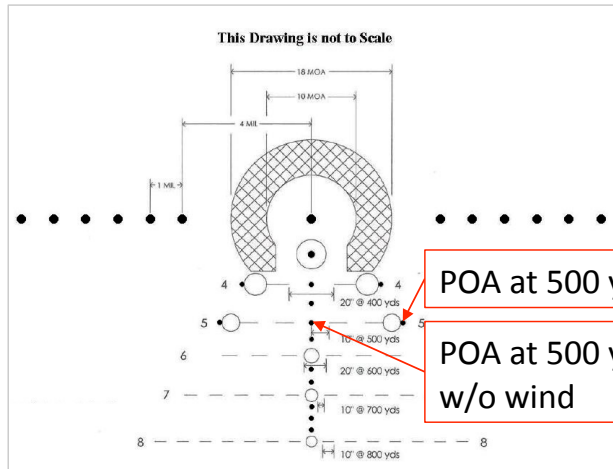 This Drawing is not to Scale
18 MOA
10 MOA
4 MIL
1 MIL
4 4
20" @ 400 yds
POA at 500 y
5 5
10" @ 500 yds
POA at 500 y
w/o wind
6
20" @ 600 yds
7
10" @ 700 yds
8 8
10" @ 800 yds